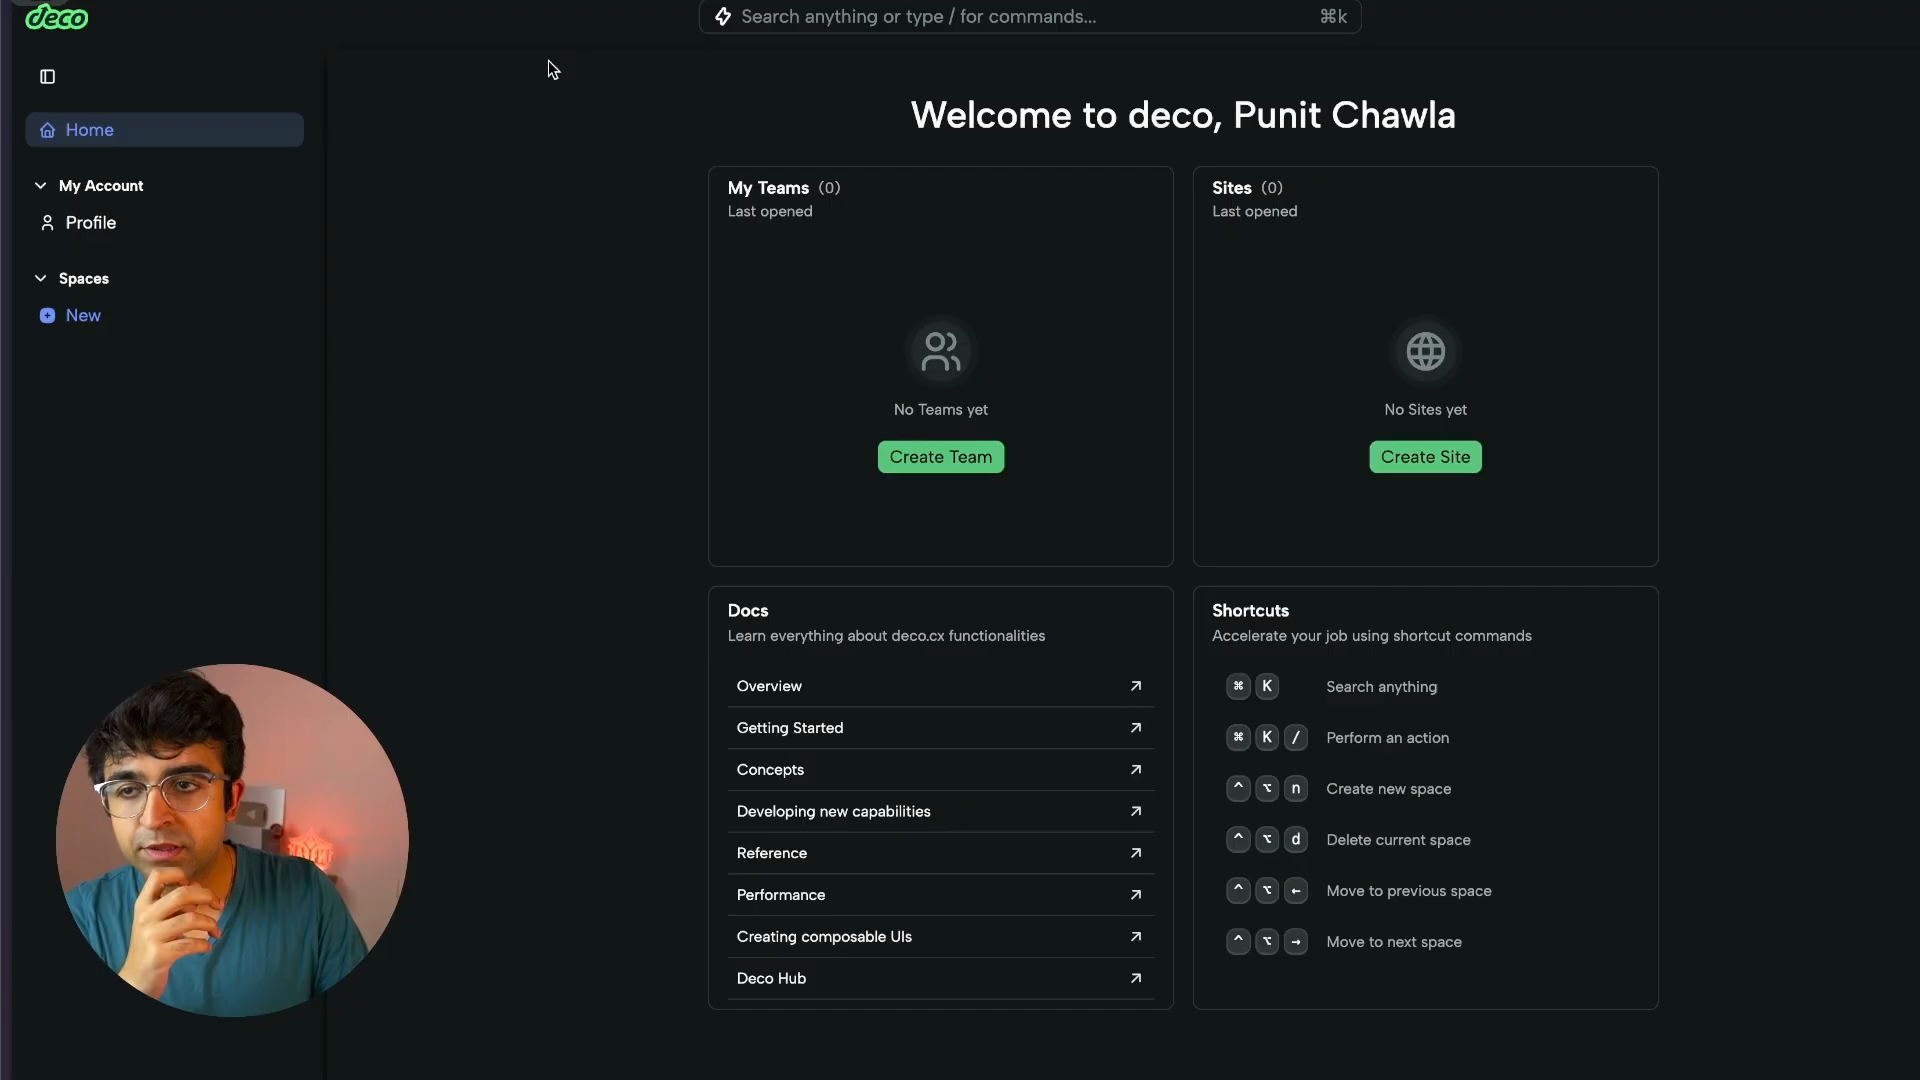 deco
Search anything or type / for commands... ⌘k
Home
My Account
Profile
Spaces
New
Welcome to deco, Punit Chawla
My Teams (0)
Last opened
No Teams yet
Create Team
Sites (0)
Last opened
No Sites yet
Create Site
Docs
Learn everything about deco.cx functionalities
Overview
Getting Started
Concepts
Developing new capabilities
Reference
Performance
Creating composable UIs
Deco Hub
Shortcuts
Accelerate your job using shortcut commands
⌘ K Search anything
⌘ K / Perform an action
^ ⌥ n Create new space
^ ⌥ d Delete current space
^ ⌥ ← Move to previous space
^ ⌥ → Move to next space